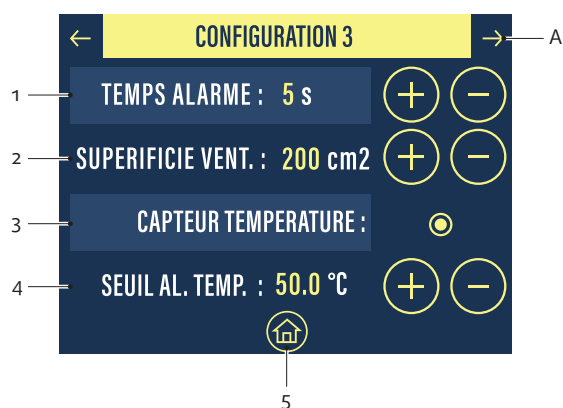 CONFIGURATION 3
A
1
TEMPS ALARME : 5 s
2
SUPERIFICIE VENT. : 200 cm2
3
CAPTEUR TEMPERATURE :
4
SEUIL AL. TEMP. : 50.0 °C
5